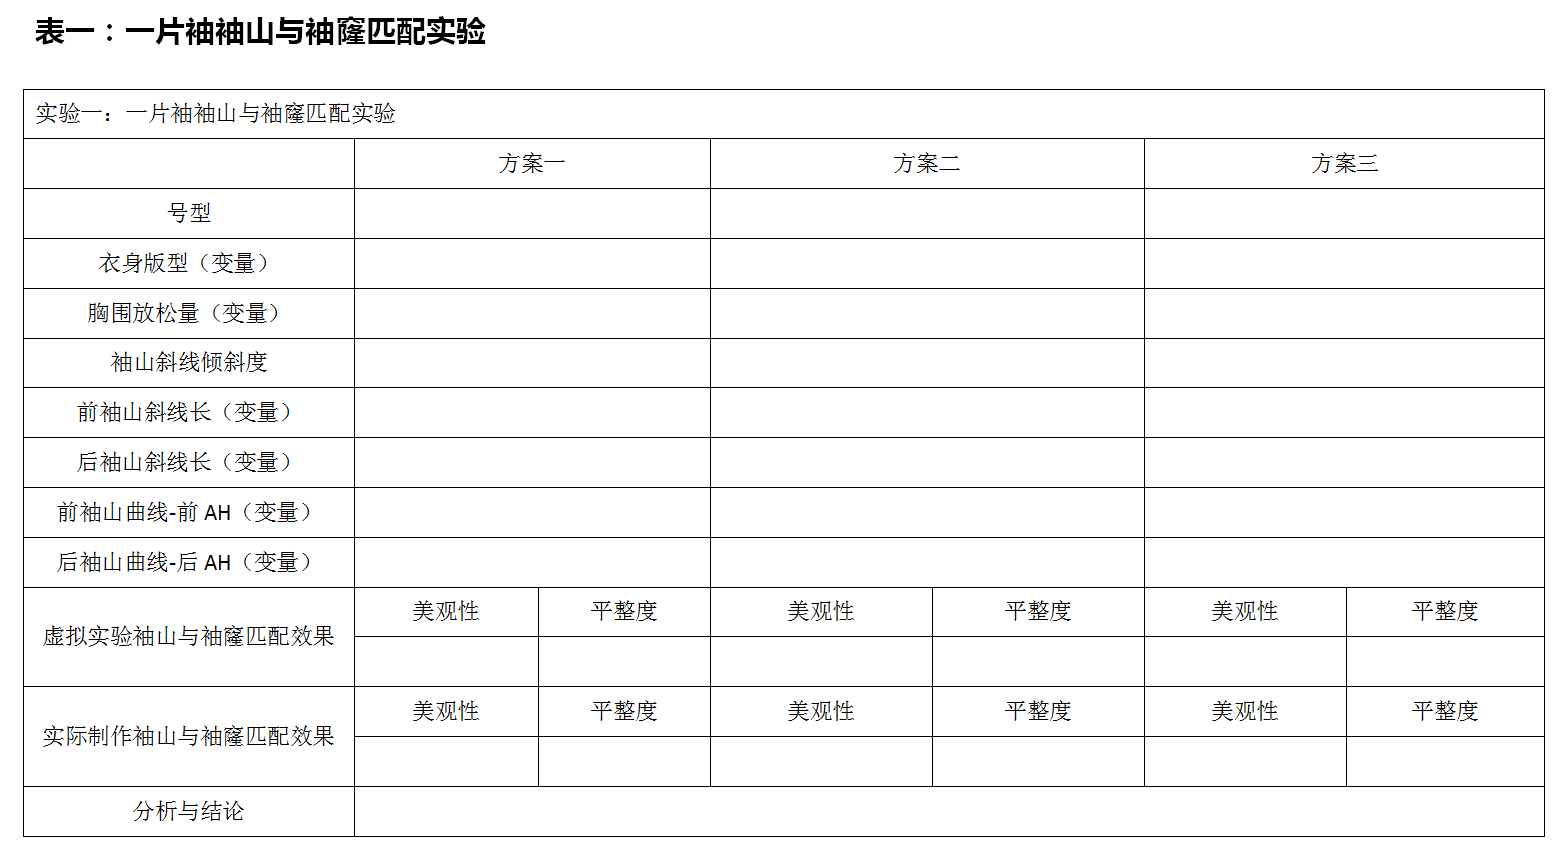 表一：一片袖袖山与袖窿匹配实验
实验一：一片袖袖山与袖窿匹配实验
方案一 方案二 方案三
号型
衣身版型（变量）
胸围放松量（变量）
袖山斜线倾斜度
前袖山斜线长（变量）
后袖山斜线长（变量）
前袖山曲线-前 AH（变量）
后袖山曲线-后 AH（变量）
虚拟实验袖山与袖窿匹配效果
美观性 平整度 美观性 平整度 美观性 平整度
实际制作袖山与袖窿匹配效果
美观性 平整度 美观性 平整度 美观性 平整度
分析与结论